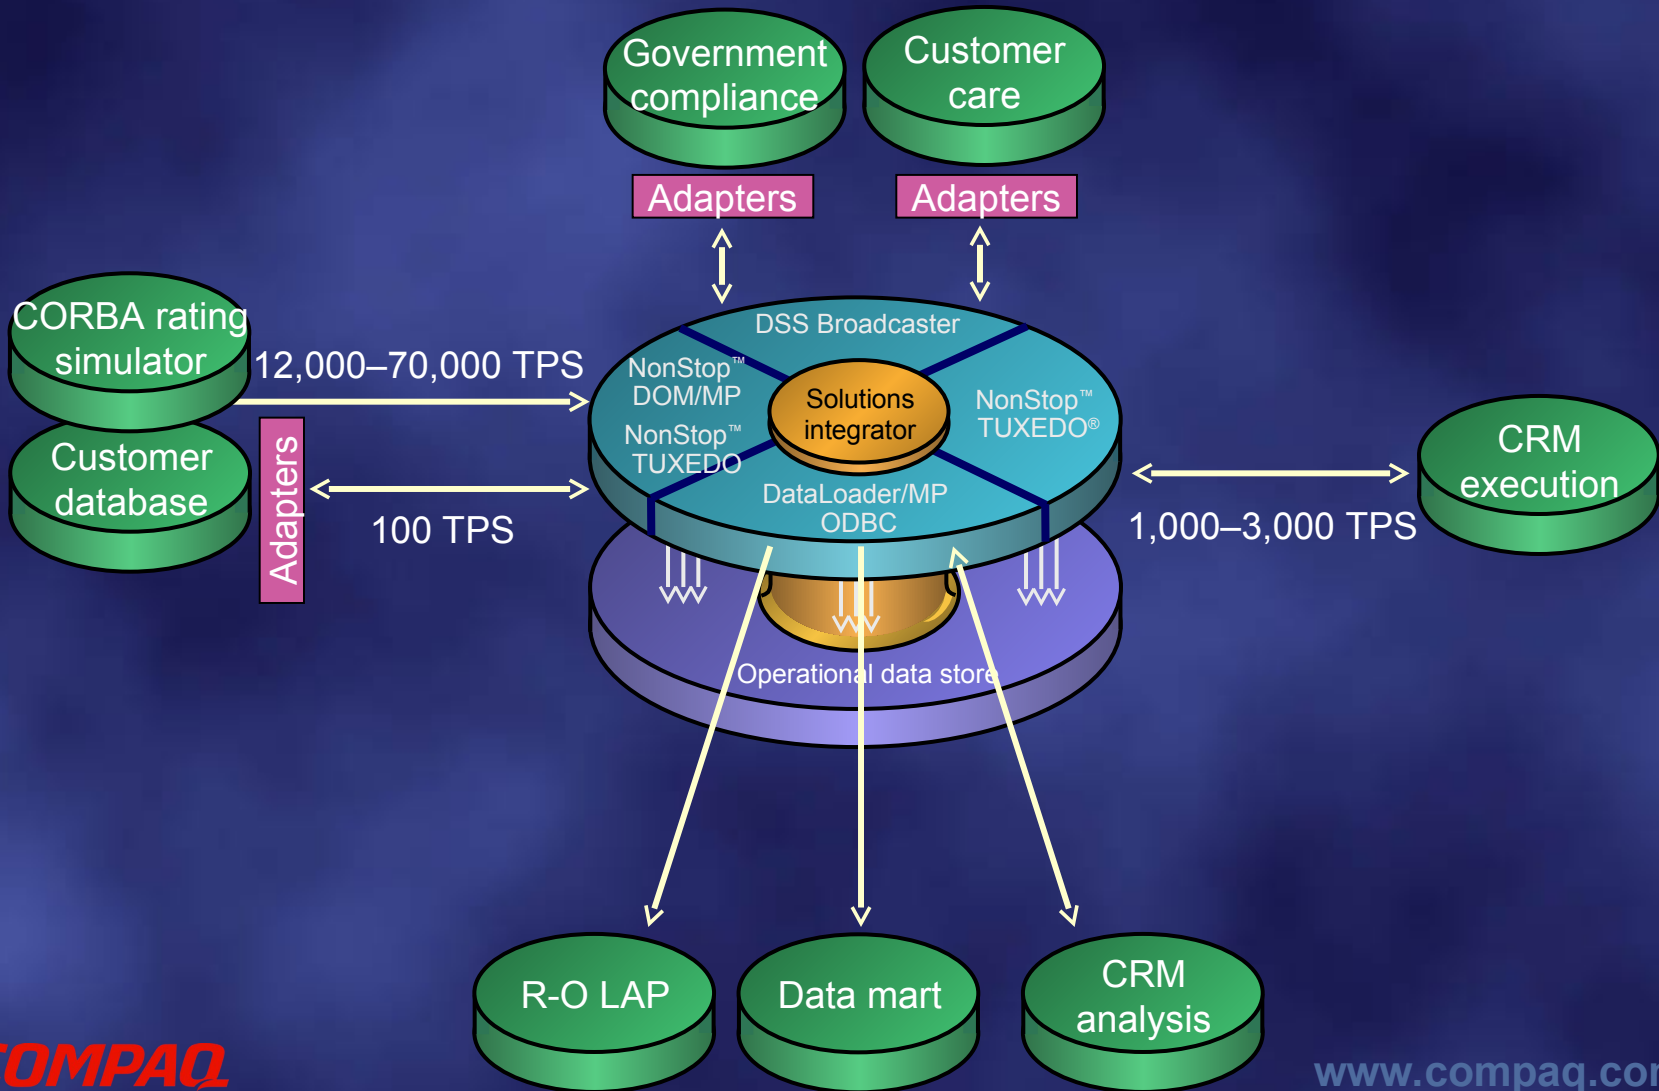 Government
compliance
Customer
care
Adapters
Adapters
CORBA rating
simulator
12,000–70,000 TPS
Customer
database
Adapters
100 TPS
DSS Broadcaster
NonStop™
DOM/MP
NonStop™
TUXEDO
Solutions
integrator
NonStop™
TUXEDO®
DataLoader/MP
ODBC
CRM
execution
1,000–3,000 TPS
Operational data store
R-O LAP
Data mart
CRM
analysis
COMPAQ
www.compaq.com